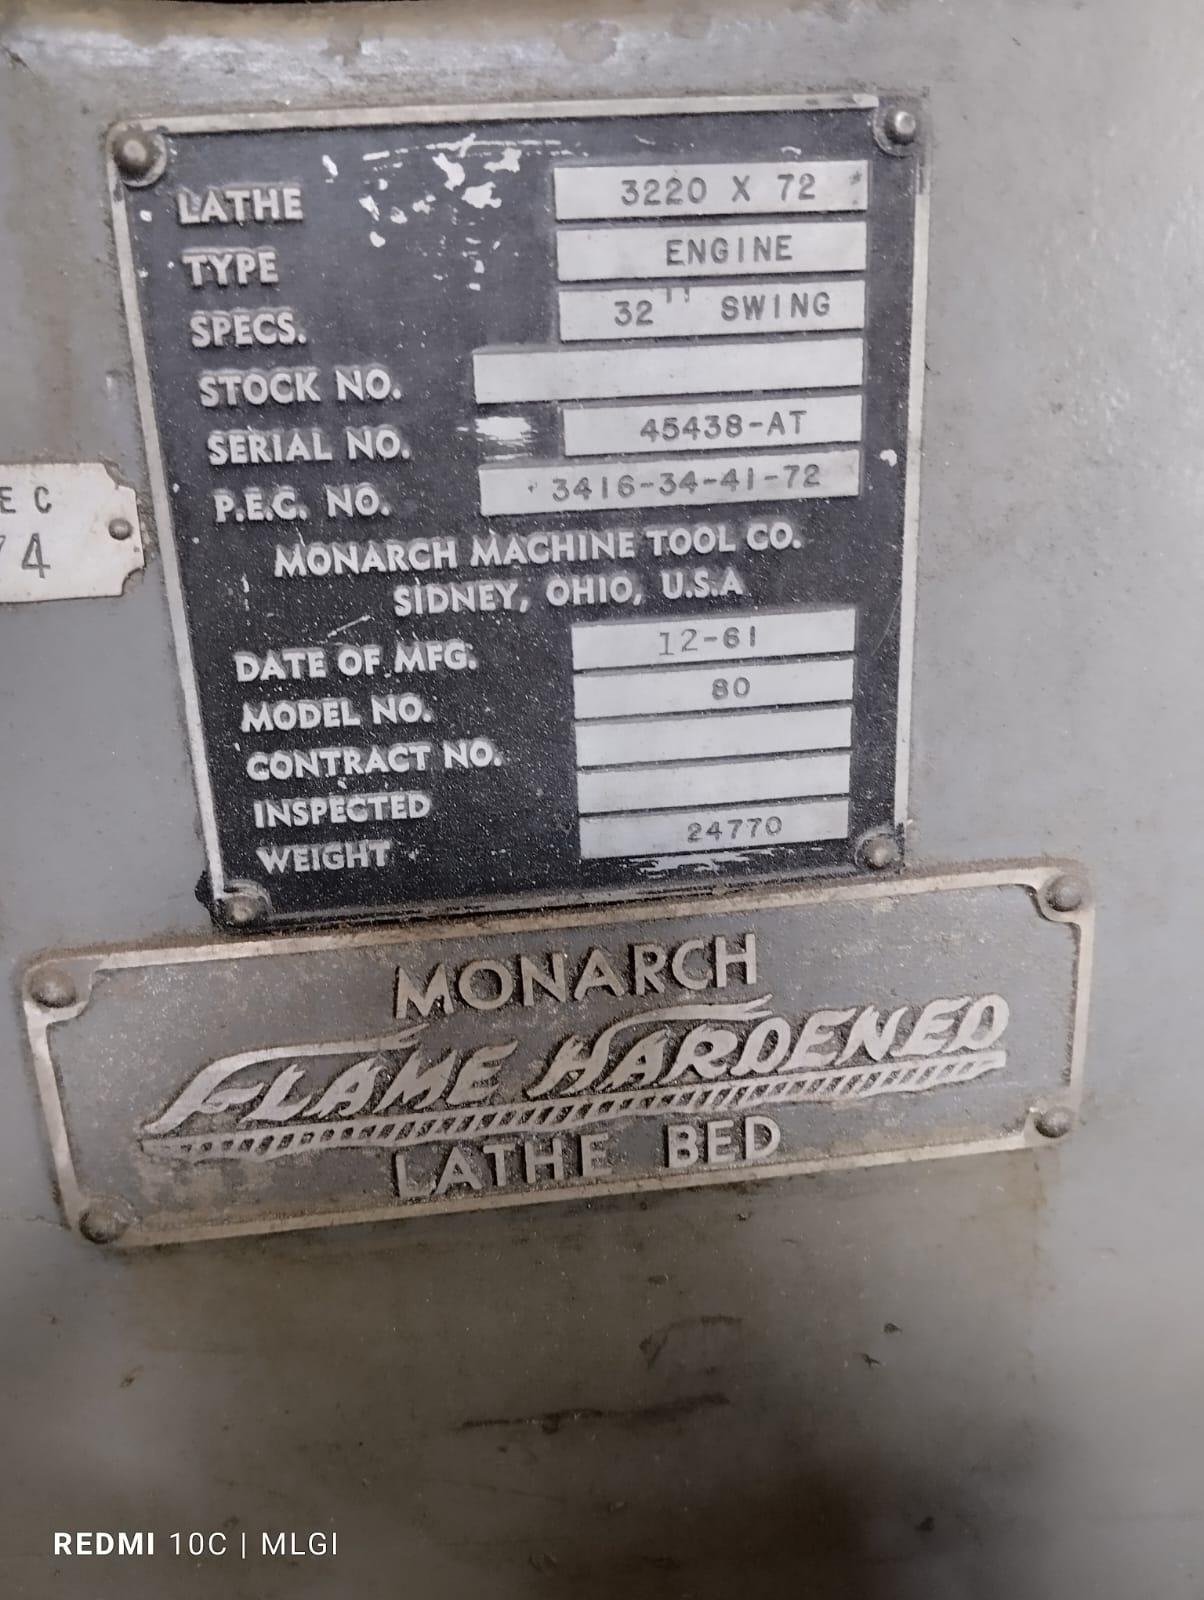 LATHE 3220 X 72
TYPE ENGINE
SPECS. 32" SWING
STOCK NO.
SERIAL NO. 45438-AT
P.E.C. NO. 3416-34-41-72
MONARCH MACHINE TOOL CO.
SIDNEY, OHIO, U.S.A
DATE OF MFG. 12-61
MODEL NO. 80
CONTRACT NO.
INSPECTED
WEIGHT 24770
E C
4
MONARCH
FLAME HARDENED
LATHE BED
REDMI 10C | MLGI